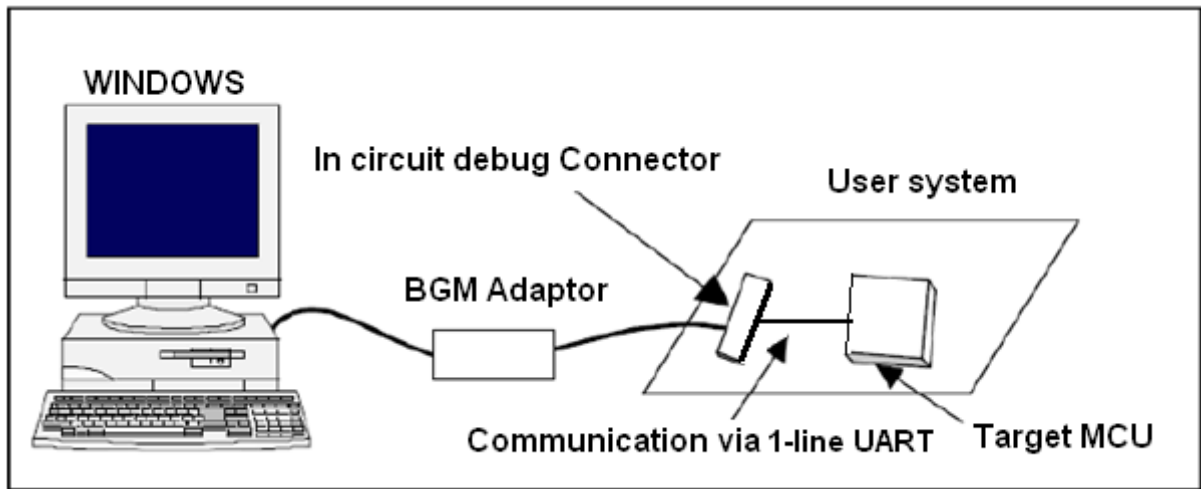 WINDOWS
In circuit debug Connector
User system
BGM Adaptor
Communication via 1-line UART
Target MCU